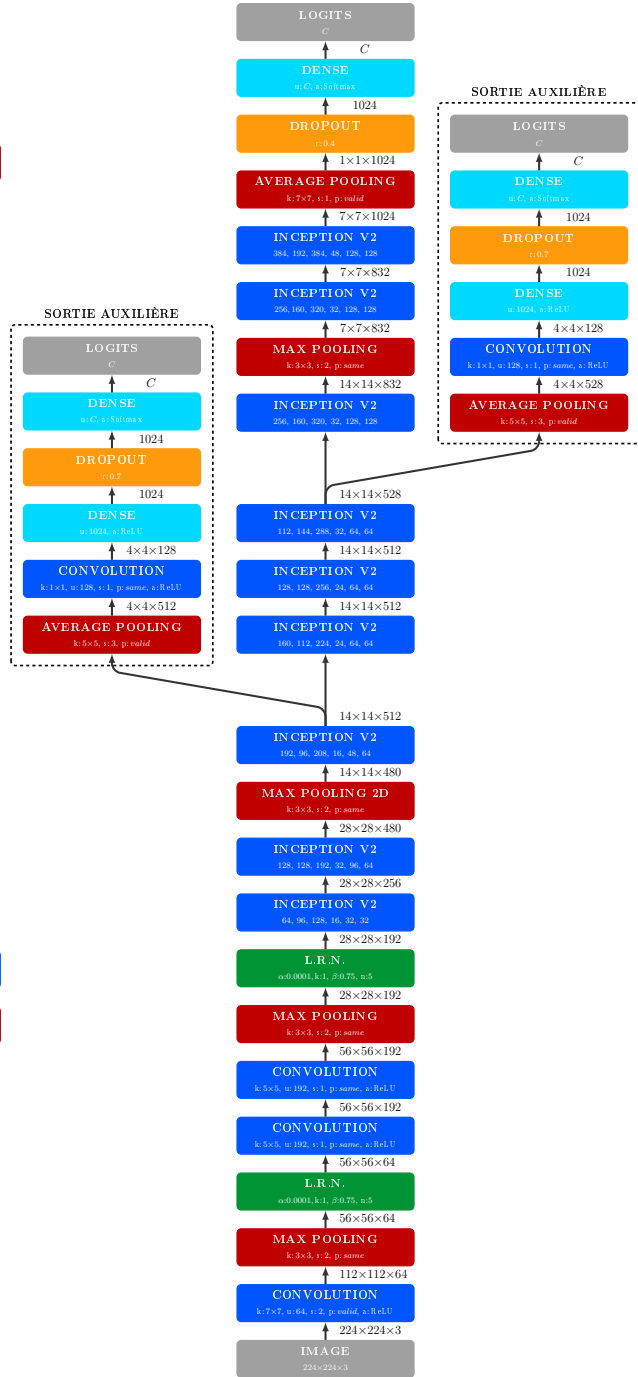 LOGITS
C
C
DENSE
u: C, a:Softmax
1024
DROPOUT
r:0.4
1×1×1024
AVERAGE POOLING
k: 7×7, s:1, p:valid
7×7×1024
INCEPTION V2
384, 192, 384, 48, 128, 128
7×7×832
INCEPTION V2
256,160, 320, 32, 128, 128
7×7×832
MAX POOLING
k:3×3, s:2, p:same
14×14×832
INCEPTION V2
256, 160, 320, 32, 128, 128
SORTIE AUXILIÈRE
LOGITS
C
C
DENSE
u: C, a:Softmax
1024
DROPOUT
r:0.7
1024
DENSE
u:1024, a:ReLU
4×4×128
CONVOLUTION
k:1×1, u:128, s:1, p:same, a:ReLU
4×4×528
AVERAGE POOLING
k:5×5, s:3, p:valid
14×14×528
INCEPTION V2
112, 144, 288, 32, 64, 64
14×14×512
INCEPTION V2
128, 128, 256, 24, 64, 64
14×14×512
INCEPTION V2
160, 112, 224, 24, 64, 64
SORTIE AUXILIÈRE
LOGITS
C
C
DENSE
u: C, a:Softmax
1024
DROPOUT
r:0.7
1024
DENSE
u:1024, a:ReLU
4×4×128
CONVOLUTION
k:1×1, u:128, s:1, p:same, a:ReLU
4×4×512
AVERAGE POOLING
k:5×5, s:3, p:valid
14×14×512
INCEPTION V2
192, 96, 208, 16, 48, 64
14×14×480
MAX POOLING 2D
k:3×3, s:2, p:same
28×28×480
INCEPTION V2
128, 128, 192, 32, 96, 64
28×28×256
INCEPTION V2
64, 96, 128, 16, 32, 32
28×28×192
L.R.N.
α:0.0001, k:1, β:0.75, n:5
28×28×192
MAX POOLING
k:3×3, s:2, p:same
56×56×192
CONVOLUTION
k:5×5, u:192, s:1, p:same, a:ReLU
56×56×192
CONVOLUTION
k:5×5, u:192, s:1, p:same, a:ReLU
56×56×64
L.R.N.
α:0.0001, k:1, β:0.75, n:5
56×56×64
MAX POOLING
k:3×3, s:2, p:same
112×112×64
CONVOLUTION
k:7×7, u:64, s:2, p:valid, a:ReLU
224×224×3
IMAGE
224×224×3